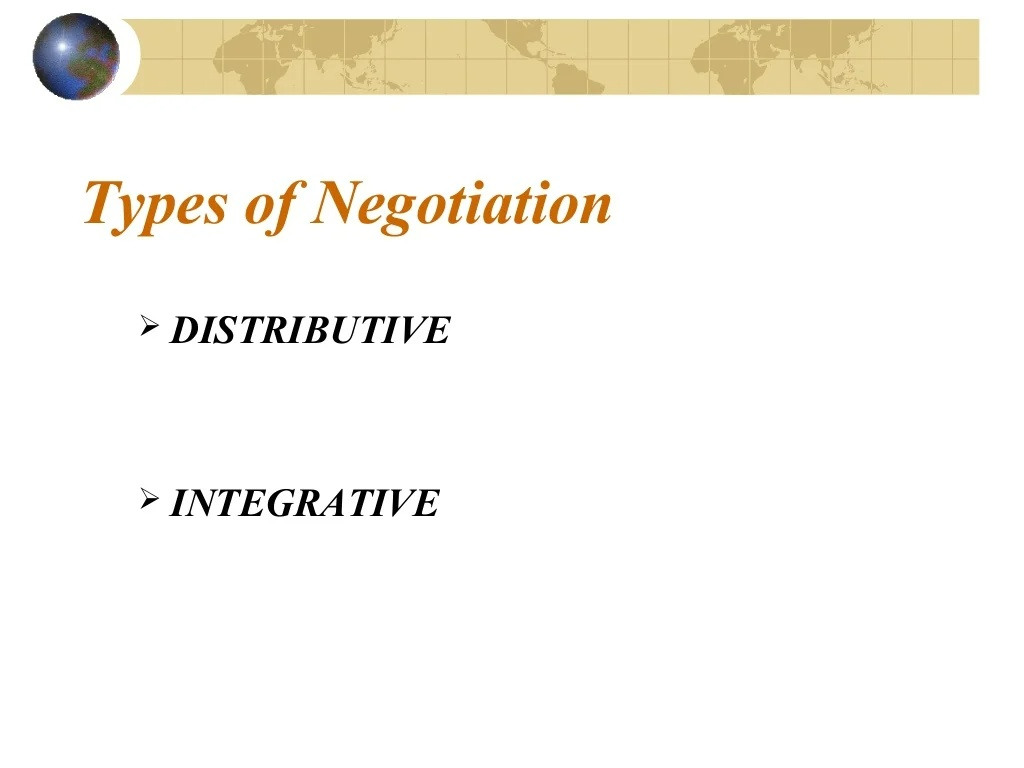 Types of Negotiation
➢ DISTRIBUTIVE
➢ INTEGRATIVE